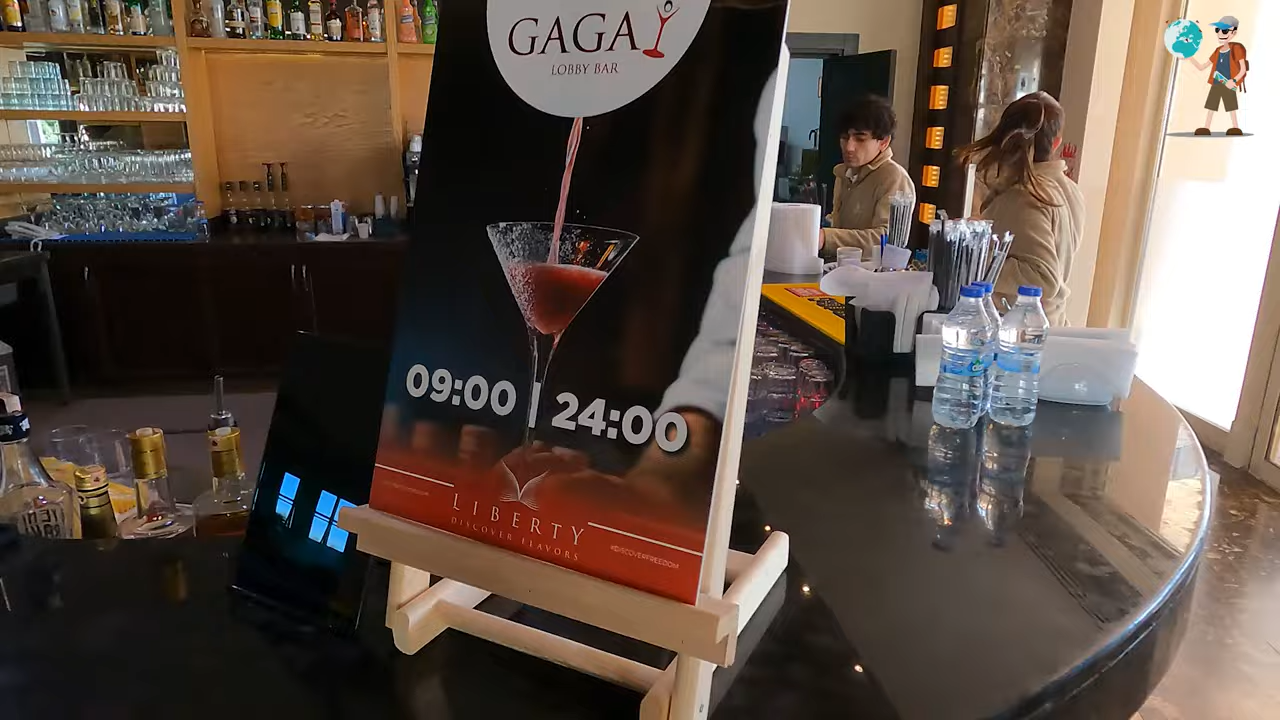 GAGA
LOBBY BAR
09:00 | 24:00
LIBERTY
DISCOVER FLAVORS
#DISCOVERFREEDOM